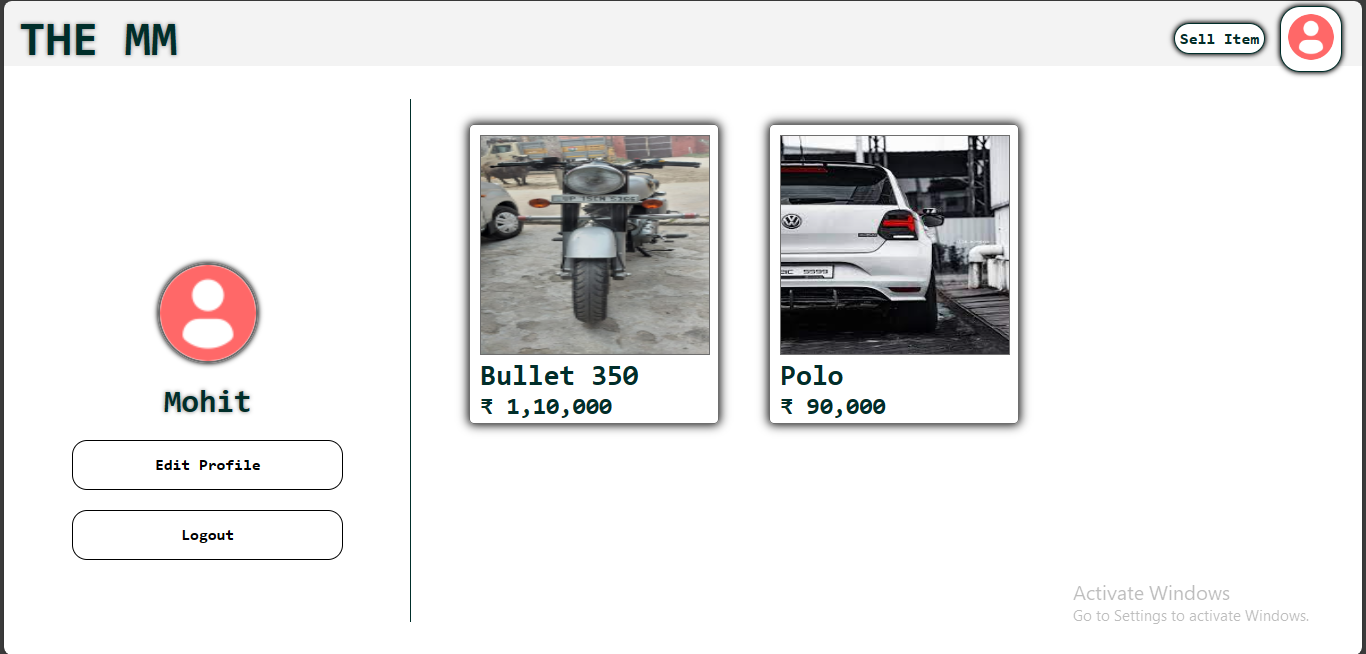 THE MM
Sell Item
Mohit
Edit Profile
Logout
Bullet 350
₹ 1,10,000
Polo
₹ 90,000
Activate Windows
Go to Settings to activate Windows.